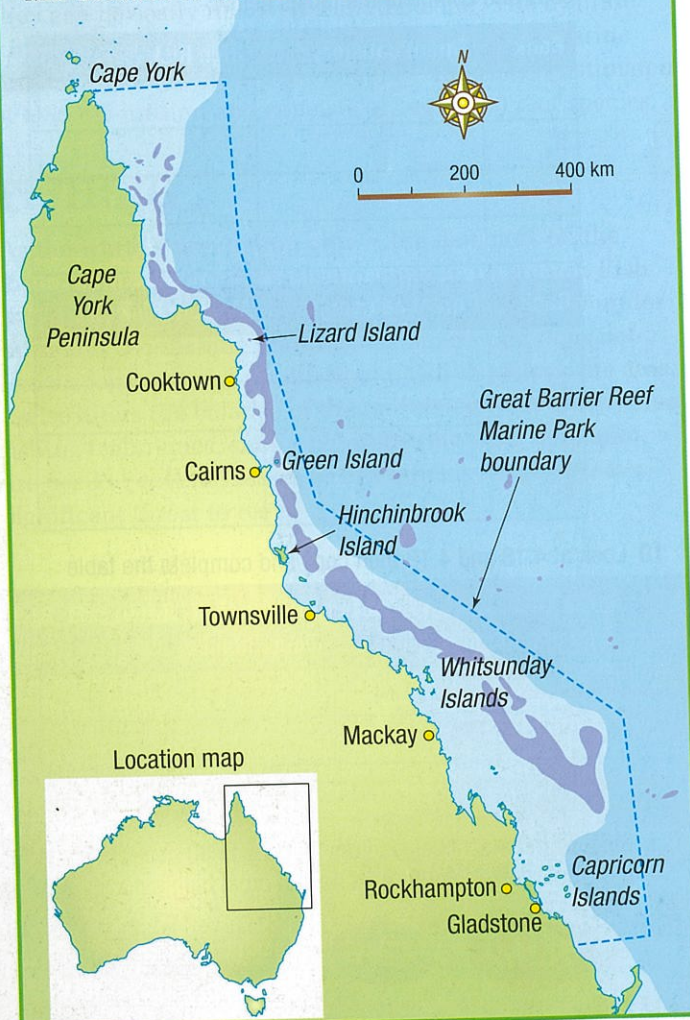 Cape York
N
0 200 400 km
Cape
York
Peninsula
Lizard Island
Cooktown
Great Barrier Reef
Marine Park
boundary
Green Island
Cairns
Hinchinbrook
Island
Townsville
Whitsunday
Islands
Mackay
Location map
Capricorn
Islands
Rockhampton
Gladstone